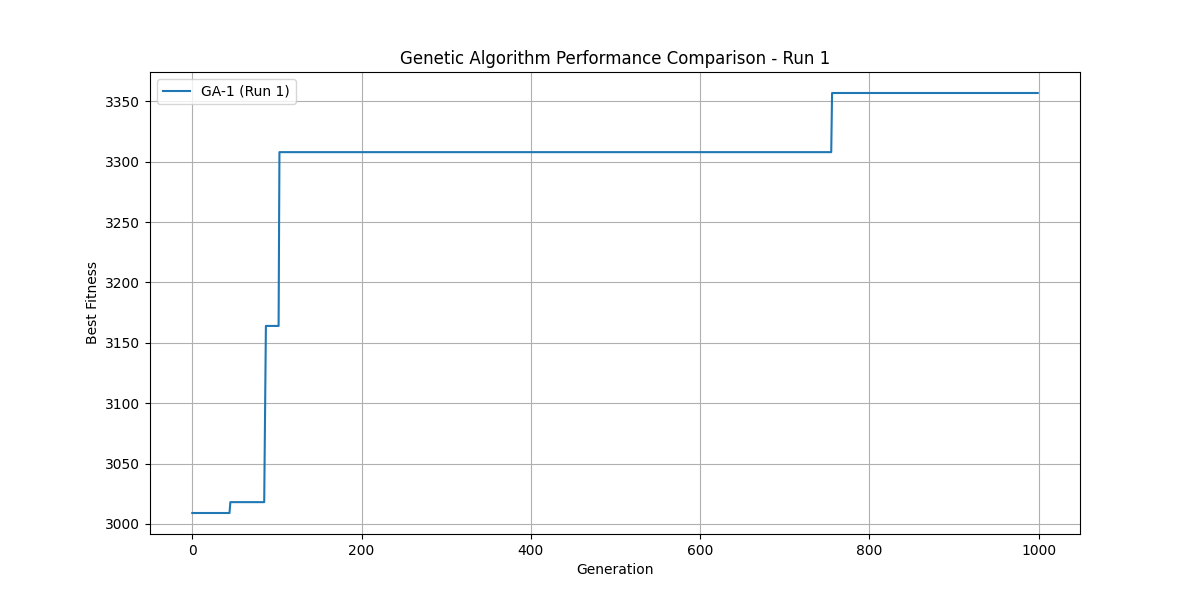 Genetic Algorithm Performance Comparison - Run 1
GA-1 (Run 1)
3350
3300
3250
3200
3150
3100
3050
3000
Best Fitness
0 200 400 600 800 1000
Generation